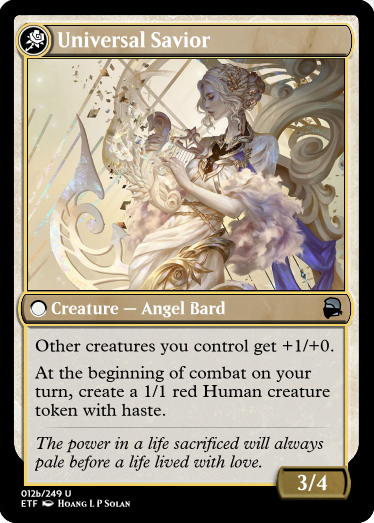 Universal Savior
Creature — Angel Bard
Other creatures you control get +1/+0.
At the beginning of combat on your
turn, create a 1/1 red Human creature
token with haste.
The power in a life sacrificed will always
pale before a life lived with love.
3/4
012b/249 U
ETF Hoang L P Solan